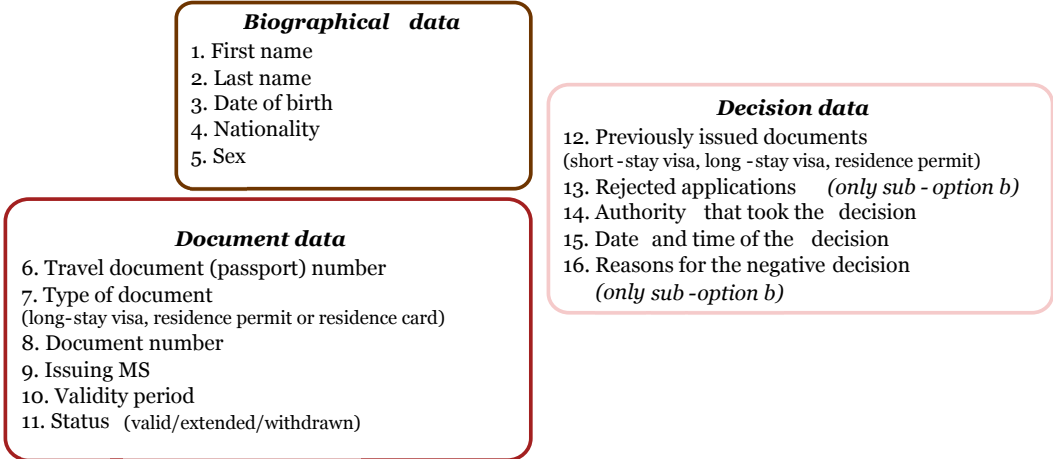 Biographical data
1. First name
2. Last name
3. Date of birth
4. Nationality
5. Sex
Document data
6. Travel document (passport) number
7. Type of document
(long-stay visa, residence permit or residence card)
8. Document number
9. Issuing MS
10. Validity period
11. Status (valid/extended/withdrawn)
Decision data
12. Previously issued documents
(short-stay visa, long-stay visa, residence permit)
13. Rejected applications (only sub-option b)
14. Authority that took the decision
15. Date and time of the decision
16. Reasons for the negative decision
(only sub-option b)